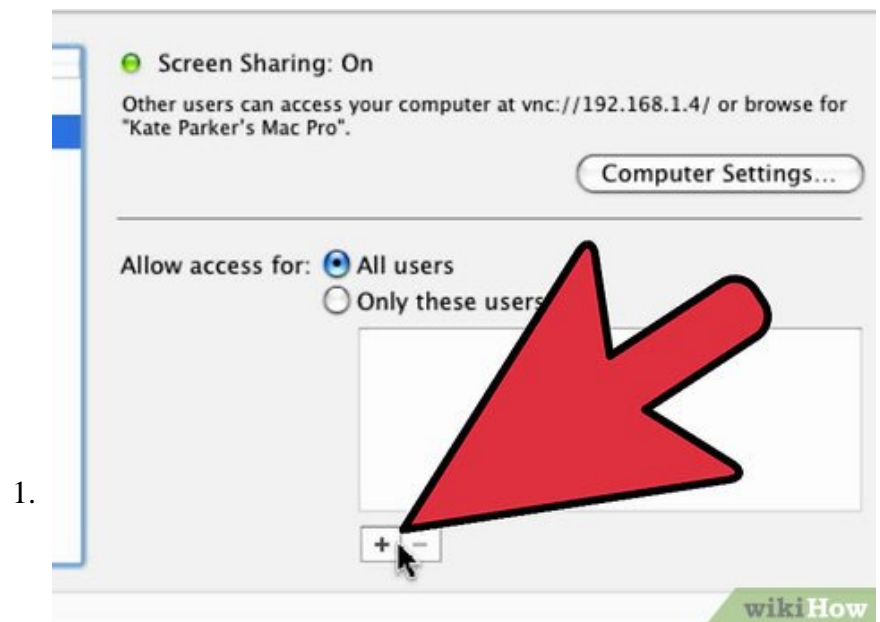 Screen Sharing: On
Other users can access your computer at vnc://192.168.1.4/ or browse for
"Kate Parker's Mac Pro".
Computer Settings...
Allow access for: All users
Only these users
1.
+ −
wikiHow